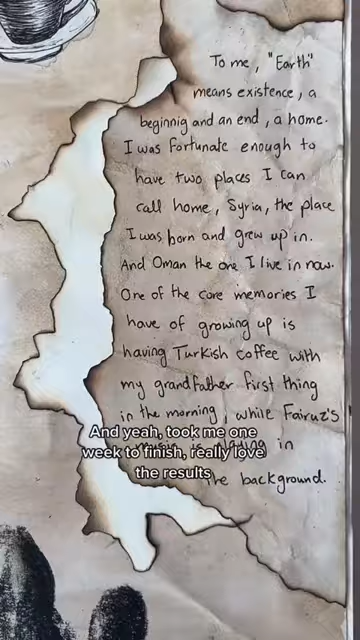 To me, "Earth"
means existence, a
beginnig and an end, a home.
I was fortunate enough to
have two places I can
call home, Syria, the place
I was born and grew up in.
And Oman the one I live in now.
One of the core memories I
have of growing up is
having Turkish coffee with
my grandfather first thing
in the morning, while Fairuz's
And yeah, took me one
week to finish, really love
the results
in
the background.